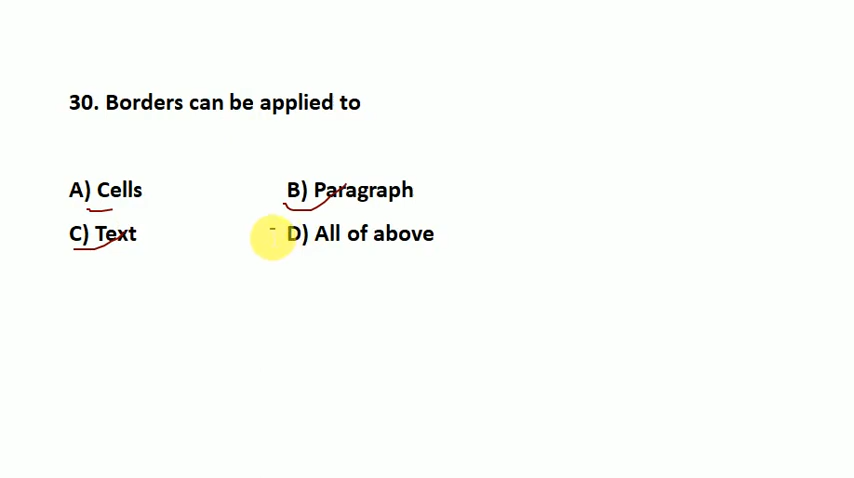 30. Borders can be applied to
A) Cells B) Paragraph
C) Text D) All of above